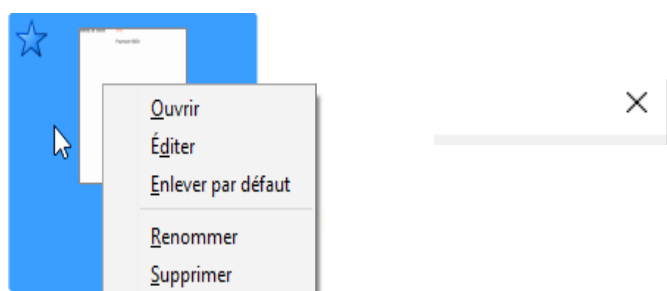 Ouvrir
Éditer
Enlever par défaut
Renommer
Supprimer